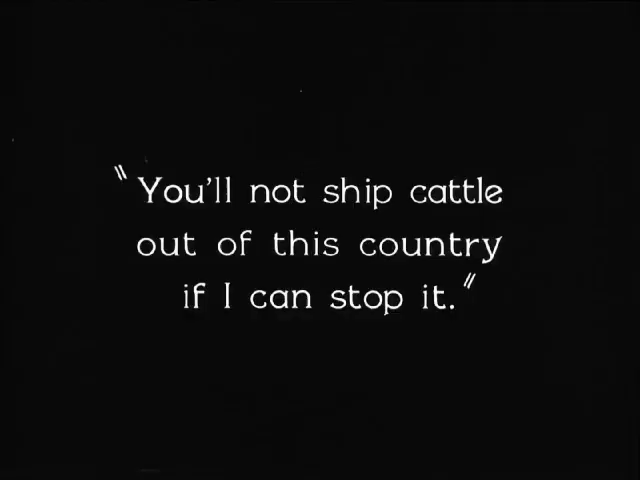 "You'll not ship cattle
out of this country
if I can stop it."